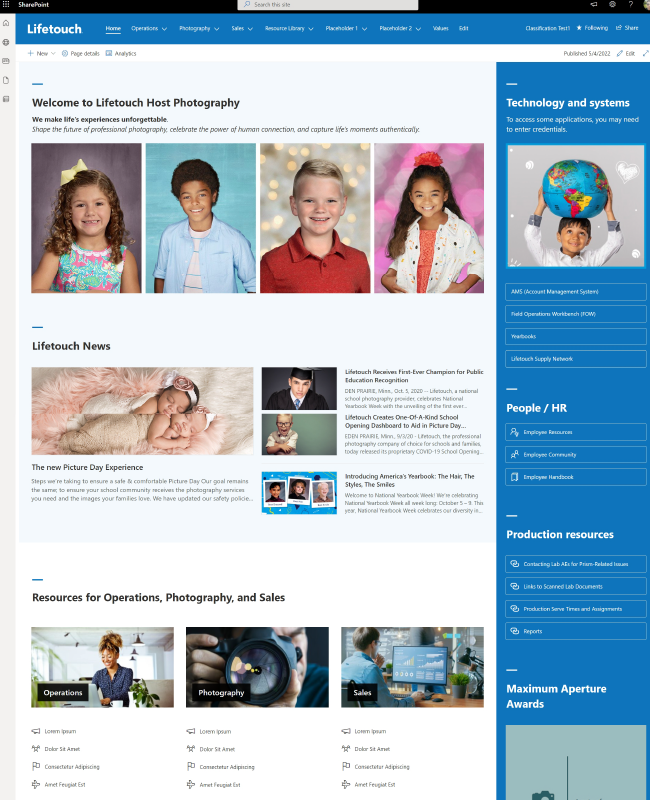 SharePoint
Search this site
?
Lifetouch
Home Operations Photography Sales Resource Library Placeholder 1 Placeholder 2 Values Edit
Classification Test1 Following Share
New Page details Analytics
Published 5/4/2022 Edit
Welcome to Lifetouch Host Photography
We make life's experiences unforgettable.
Shape the future of professional photography, celebrate the power of human connection, and capture life's moments authentically.
Lifetouch News
The new Picture Day Experience
Steps we're taking to ensure a safe & comfortable Picture Day Our goal remains
the same; to ensure your school community receives the photography services
you need and the images your families love. We have updated our safety policie...
Lifetouch Receives First-Ever Champion for Public
Education Recognition
DEN PRAIRIE, Minn., Oct. 5, 2020 -- Lifetouch, a national
school photography provider, celebrates National
Yearbook Week with the unveiling of the first ever...
Lifetouch Creates One-Of-A-Kind School
Opening Dashboard to Aid in Picture Day...
EDEN PRAIRIE, Minn., 9/3/20 - Lifetouch, the professional
photography company of choice for schools and families,
today released its proprietary COVID-19 School Opening...
Introducing America's Yearbook: The Hair, The
Styles, The Smiles
Welcome to National Yearbook Week! We're celebrating
National Yearbook Week all week long: October 5 – 9. This
year, National Yearbook Week celebrates our diversity in...
Resources for Operations, Photography, and Sales
Operations
Photography
Sales
Lorem Ipsum
Dolor Sit Amet
Consectetur Adipiscing
Amet Feugiat Est
Lorem Ipsum
Dolor Sit Amet
Consectetur Adipiscing
Amet Feugiat Est
Lorem Ipsum
Dolor Sit Amet
Consectetur Adipiscing
Amet Feugiat Est
Technology and systems
To access some applications, you may need
to enter credentials.
AMS (Account Management System)
Field Operations Workbench (FOW)
Yearbooks
Lifetouch Supply Network
People / HR
Employee Resources
Employee Community
Employee Handbook
Production resources
Contacting Lab AEs for Prism-Related Issues
Links to Scanned Lab Documents
Production Serve Times and Assignments
Reports
Maximum Aperture
Awards